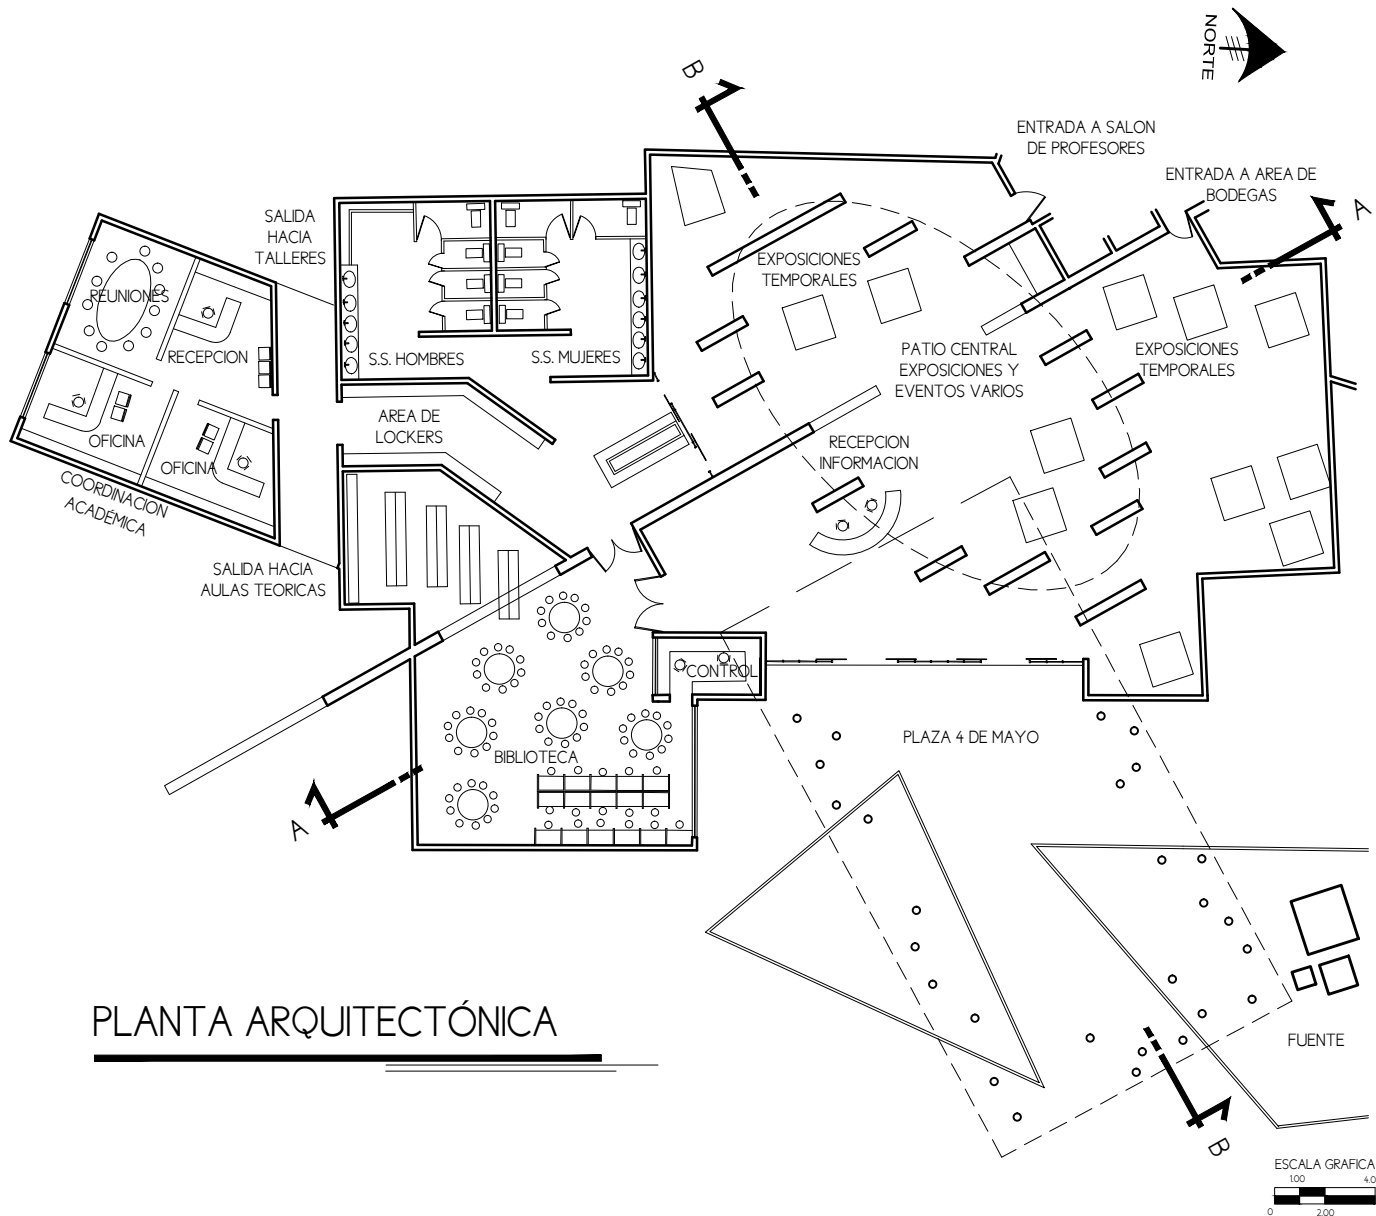 NORTE
B
ENTRADA A SALON
DE PROFESORES
ENTRADA A AREA DE
BODEGAS
A
SALIDA
HACIA
TALLERES
EXPOSICIONES
TEMPORALES
REUNIONES
RECEPCION
S.S. HOMBRES
S.S. MUJERES
PATIO CENTRAL
EXPOSICIONES Y
EVENTOS VARIOS
EXPOSICIONES
TEMPORALES
AREA DE
LOCKERS
OFICINA
OFICINA
RECEPCION
INFORMACION
COORDINACION
ACADÉMICA
SALIDA HACIA
AULAS TEORICAS
CONTROL
PLAZA 4 DE MAYO
BIBLIOTECA
A
PLANTA ARQUITECTÓNICA
FUENTE
B
ESCALA GRAFICA
1.00 4.0
0 2.00